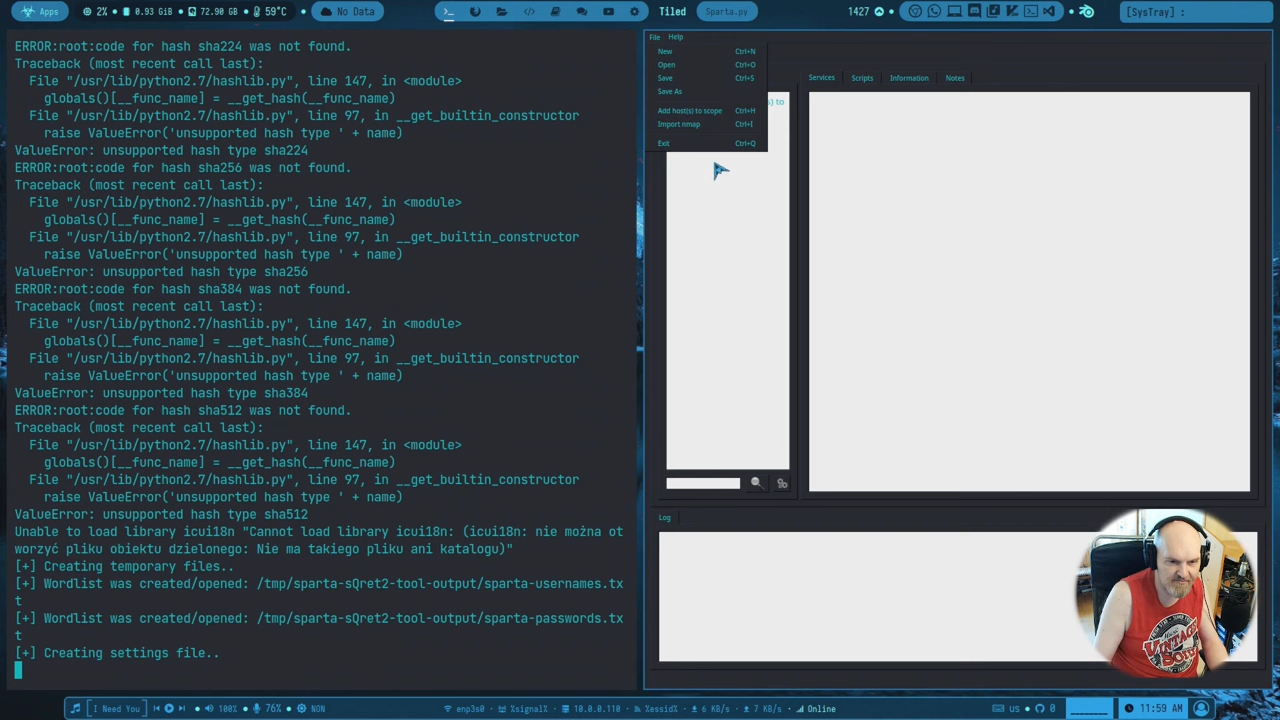 Apps
2%
0.93 GiB
72.90 GB
59°C
No Data
Tiled
Sparta.py
1427
[SysTray] :
ERROR:root:code for hash sha224 was not found.
Traceback (most recent call last):
File "/usr/lib/python2.7/hashlib.py", line 147, in <module>
globals()[__func_name] = __get_hash(__func_name)
File "/usr/lib/python2.7/hashlib.py", line 97, in __get_builtin_constructor
raise ValueError('unsupported hash type ' + name)
ValueError: unsupported hash type sha224
ERROR:root:code for hash sha256 was not found.
Traceback (most recent call last):
File "/usr/lib/python2.7/hashlib.py", line 147, in <module>
globals()[__func_name] = __get_hash(__func_name)
File "/usr/lib/python2.7/hashlib.py", line 97, in __get_builtin_constructor
raise ValueError('unsupported hash type ' + name)
ValueError: unsupported hash type sha256
ERROR:root:code for hash sha384 was not found.
Traceback (most recent call last):
File "/usr/lib/python2.7/hashlib.py", line 147, in <module>
globals()[__func_name] = __get_hash(__func_name)
File "/usr/lib/python2.7/hashlib.py", line 97, in __get_builtin_constructor
raise ValueError('unsupported hash type ' + name)
ValueError: unsupported hash type sha384
ERROR:root:code for hash sha512 was not found.
Traceback (most recent call last):
File "/usr/lib/python2.7/hashlib.py", line 147, in <module>
globals()[__func_name] = __get_hash(__func_name)
File "/usr/lib/python2.7/hashlib.py", line 97, in __get_builtin_constructor
raise ValueError('unsupported hash type ' + name)
ValueError: unsupported hash type sha512
Unable to load library icui18n "Cannot load library icui18n: (icui18n: nie można ot
worzyć pliku obiektu dzielonego: Nie ma takiego pliku ani katalogu)"
[+] Creating temporary files..
[+] Wordlist was created/opened: /tmp/sparta-sQret2-tool-output/sparta-usernames.tx
t
[+] Wordlist was created/opened: /tmp/sparta-sQret2-tool-output/sparta-passwords.tx
t
[+] Creating settings file..
File Help
New Ctrl+N
Open Ctrl+O
Save Ctrl+S
Save As
Add host(s) to scope Ctrl+H
Import nmap Ctrl+I
Exit Ctrl+Q
s) to
Services Scripts Information Notes
Log
VINTAGE
[ I Need You ]
100%
76%
NON
enp3s0
%signal%
10.0.0.110
%essid%
6 KB/s
7 KB/s
Online
us
0
11:59 AM